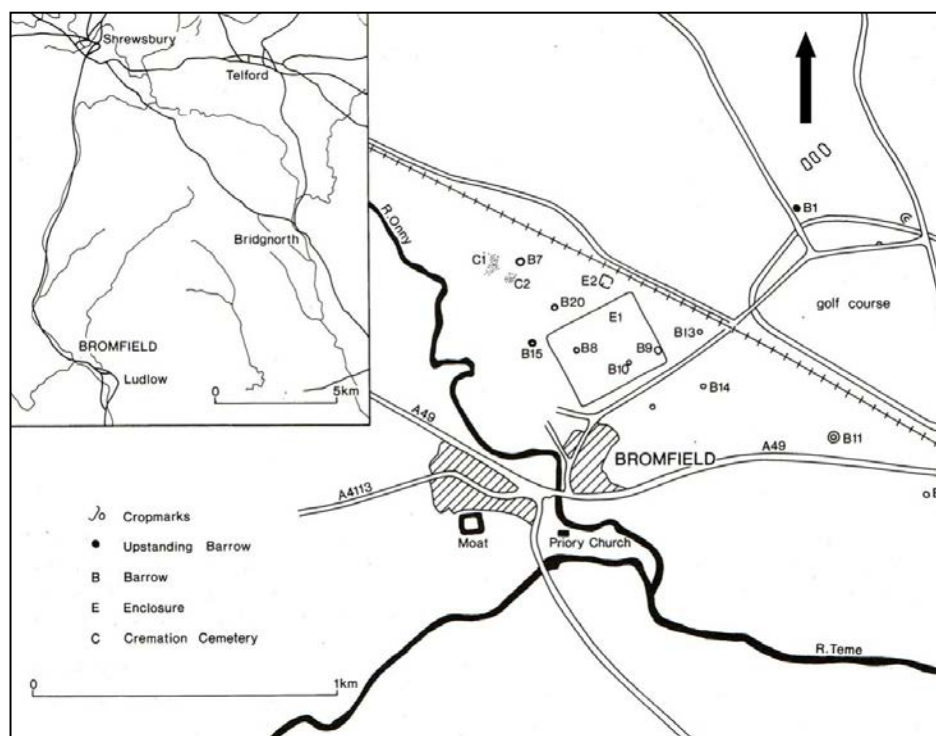 Shrewsbury
Telford
Bridgnorth
BROMFIELD
Ludlow
0 5km
R.Onny
B1
C1
B7
C2
E2
B20
E1
golf course
B13
B15
B8
B9
B10
B14
A49
BROMFIELD
A49
B11
A4113
B
Moat
Priory Church
R.Teme
Cropmarks
Upstanding Barrow
B Barrow
E Enclosure
C Cremation Cemetery
0 1km